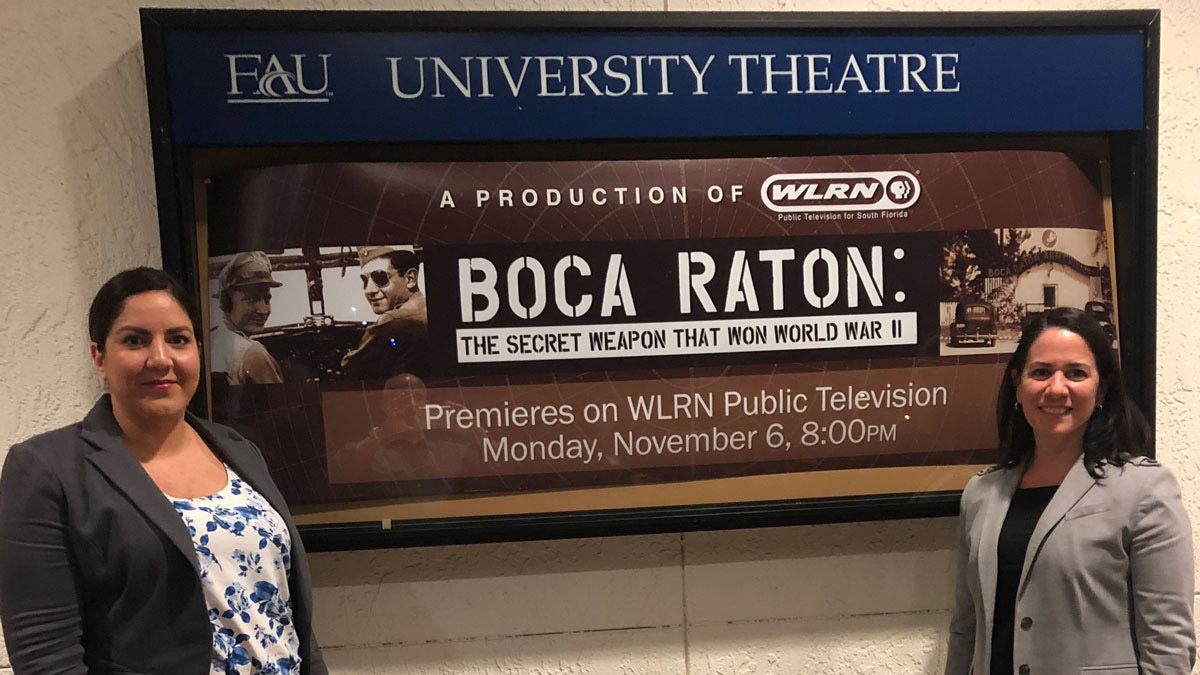 FAU UNIVERSITY THEATRE
A PRODUCTION OF WLRN
Public Television for South Florida
BOCA RATON:
THE SECRET WEAPON THAT WON WORLD WAR II
Premieres on WLRN Public Television
Monday, November 6, 8:00PM
BOCA